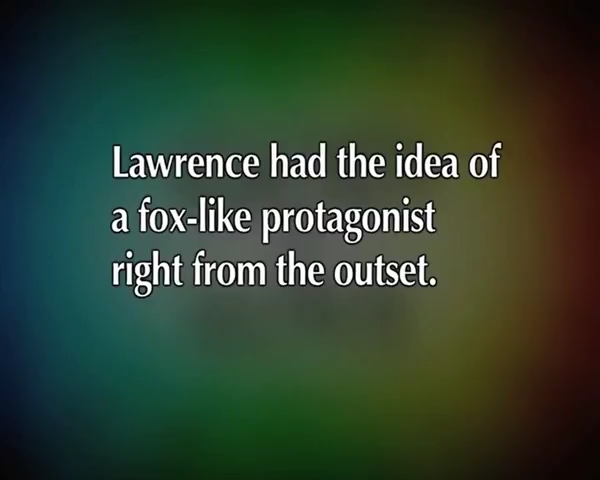 Lawrence had the idea of
a fox-like protagonist
right from the outset.